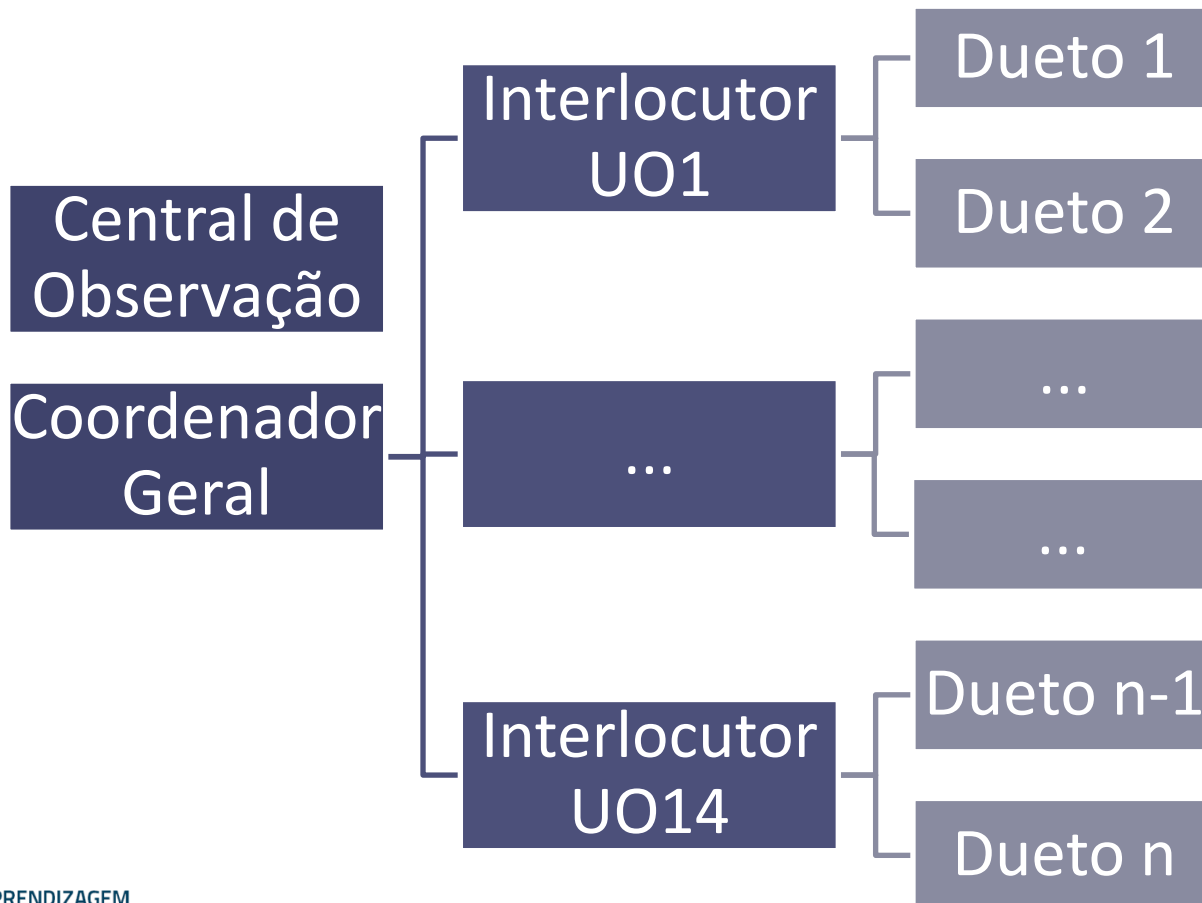 Central de
Observação
Coordenador
Geral
Interlocutor
UO1
...
Interlocutor
UO14
Dueto 1
Dueto 2
...
...
Dueto n-1
Dueto n